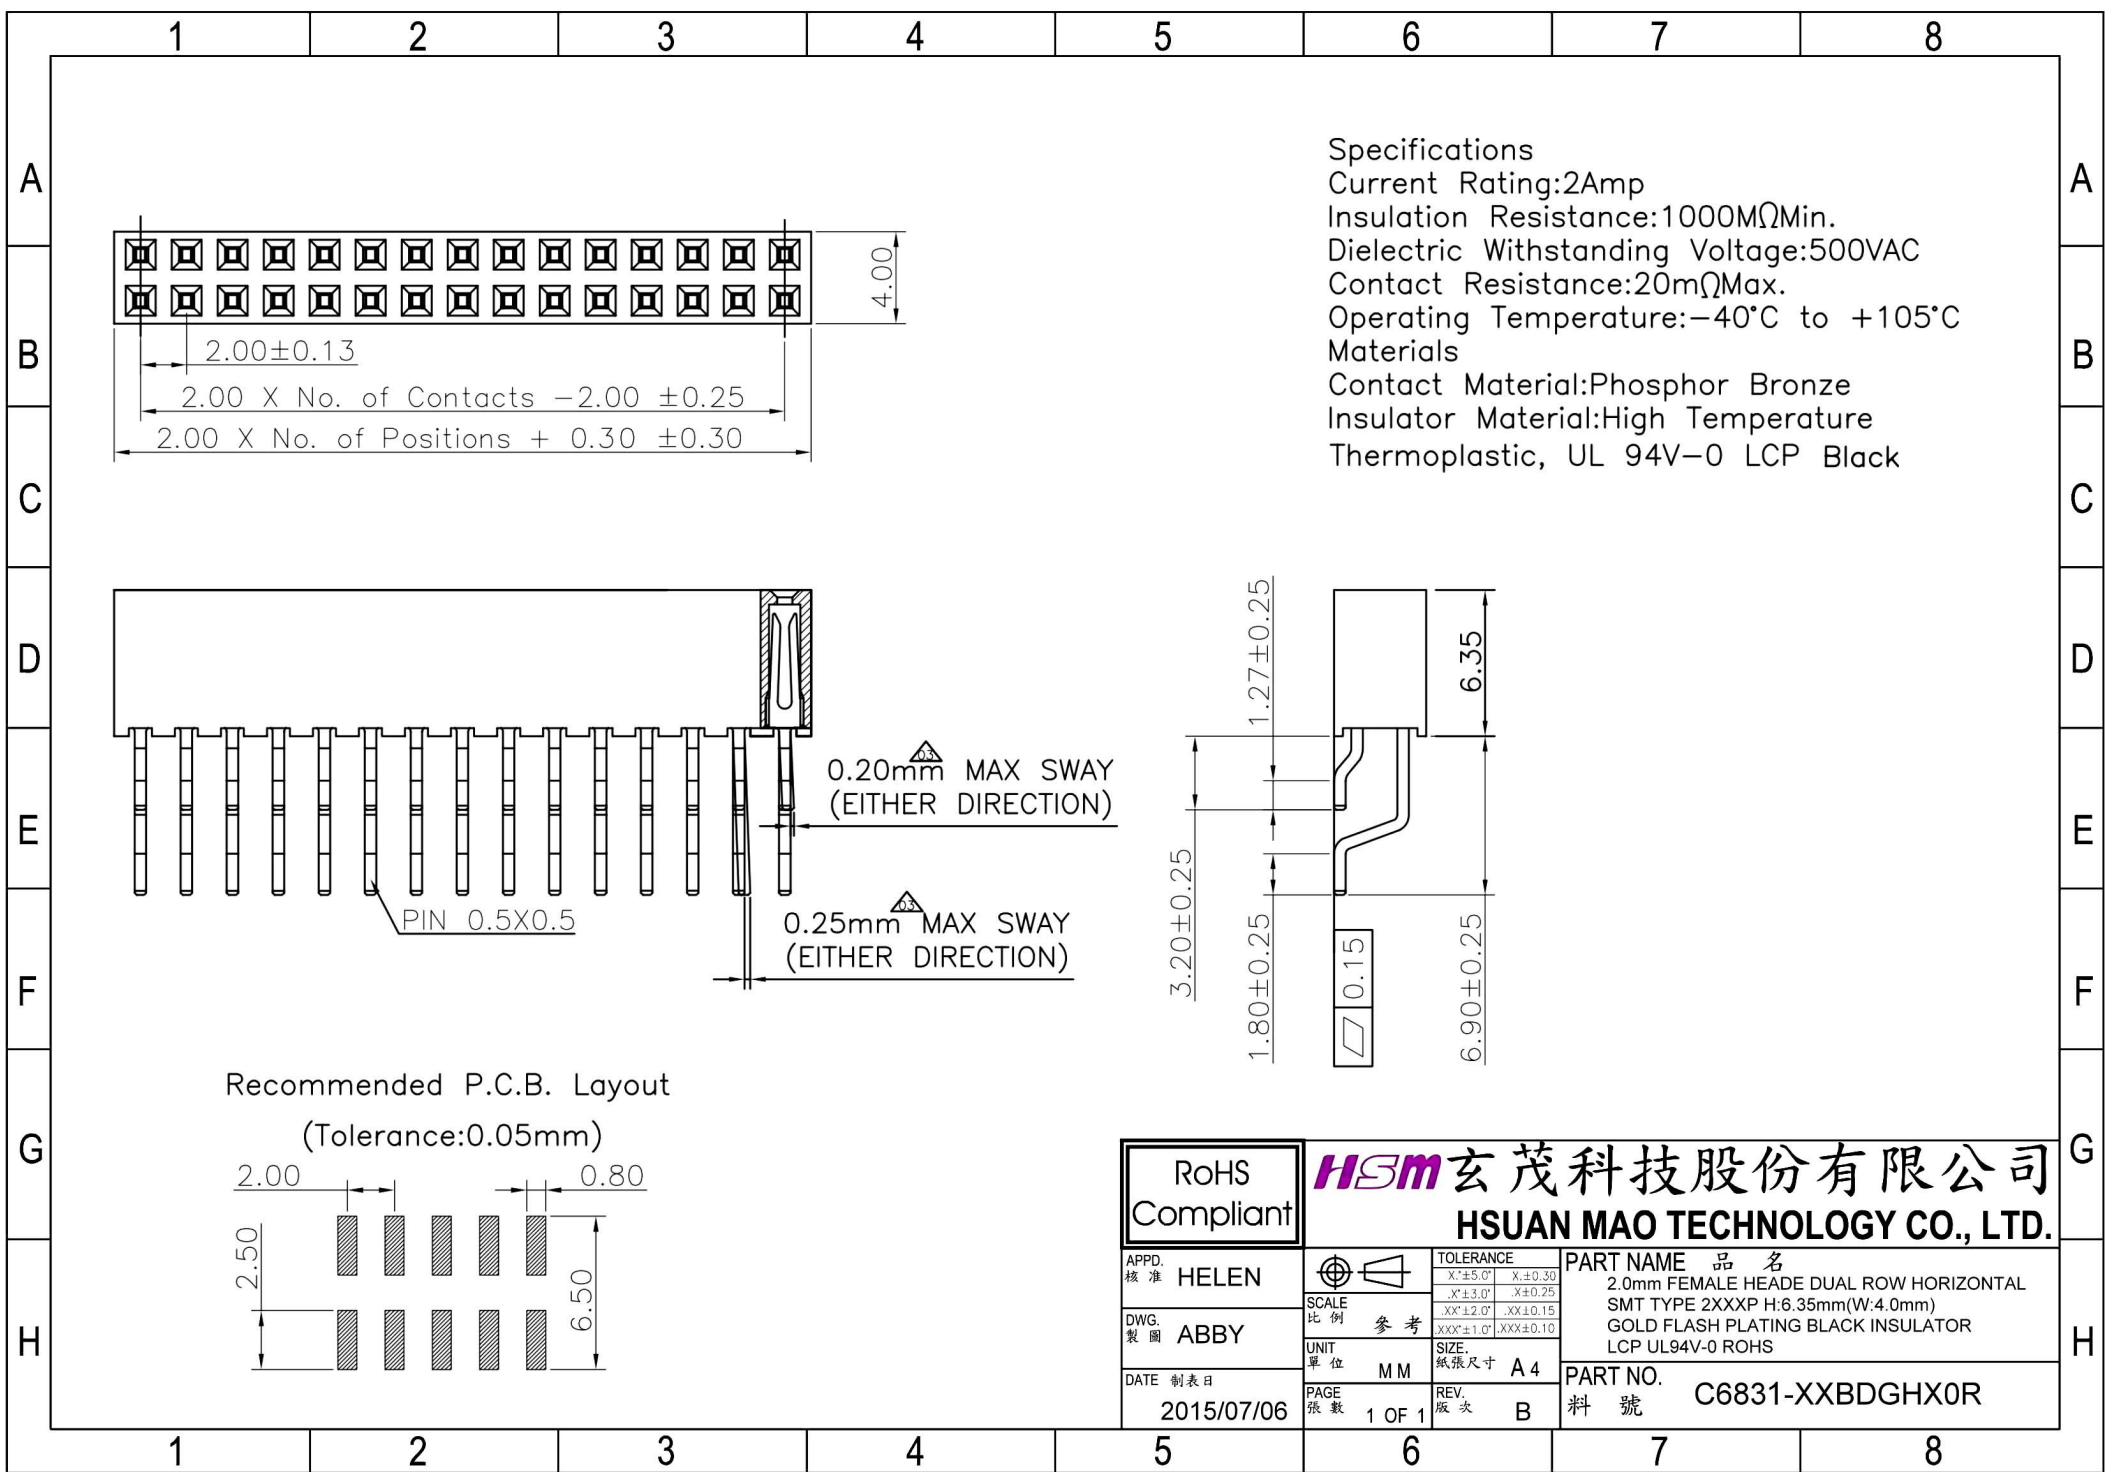 1 2 3 4 5 6 7 8
A A
B B
C C
D D
E E
F F
G G
H H
Specifications
Current Rating:2Amp
Insulation Resistance:1000MΩMin.
Dielectric Withstanding Voltage:500VAC
Contact Resistance:20mΩMax.
Operating Temperature:−40°C to +105°C
Materials
Contact Material:Phosphor Bronze
Insulator Material:High Temperature
Thermoplastic, UL 94V−0 LCP Black
4.00
2.00±0.13
2.00 X No. of Contacts −2.00 ±0.25
2.00 X No. of Positions + 0.30 ±0.30
03
0.20mm MAX SWAY
(EITHER DIRECTION)
PIN 0.5X0.5
03
0.25mm MAX SWAY
(EITHER DIRECTION)
1.27±0.25
6.35
3.20±0.25
1.80±0.25
0.15
6.90±0.25
Recommended P.C.B. Layout
(Tolerance:0.05mm)
2.00
0.80
2.50
6.50
RoHS
Compliant
HSM 玄茂科技股份有限公司
HSUAN MAO TECHNOLOGY CO., LTD.
APPD.
核 准 HELEN
DWG.
製 圖 ABBY
DATE 制表日
2015/07/06
SCALE
比 例 參 考
UNIT
單 位 MM
PAGE
張 數 1 OF 1
TOLERANCE
X.°±5.0° X.±0.30
.X°±3.0° .X±0.25
.XX°±2.0° .XX±0.15
.XXX°±1.0° .XXX±0.10
SIZE.
紙張尺寸 A 4
REV.
版 次 B
PART NAME 品 名
2.0mm FEMALE HEADE DUAL ROW HORIZONTAL
SMT TYPE 2XXXP H:6.35mm(W:4.0mm)
GOLD FLASH PLATING BLACK INSULATOR
LCP UL94V-0 ROHS
PART NO.
料 號 C6831-XXBDGHX0R
1 2 3 4 5 6 7 8